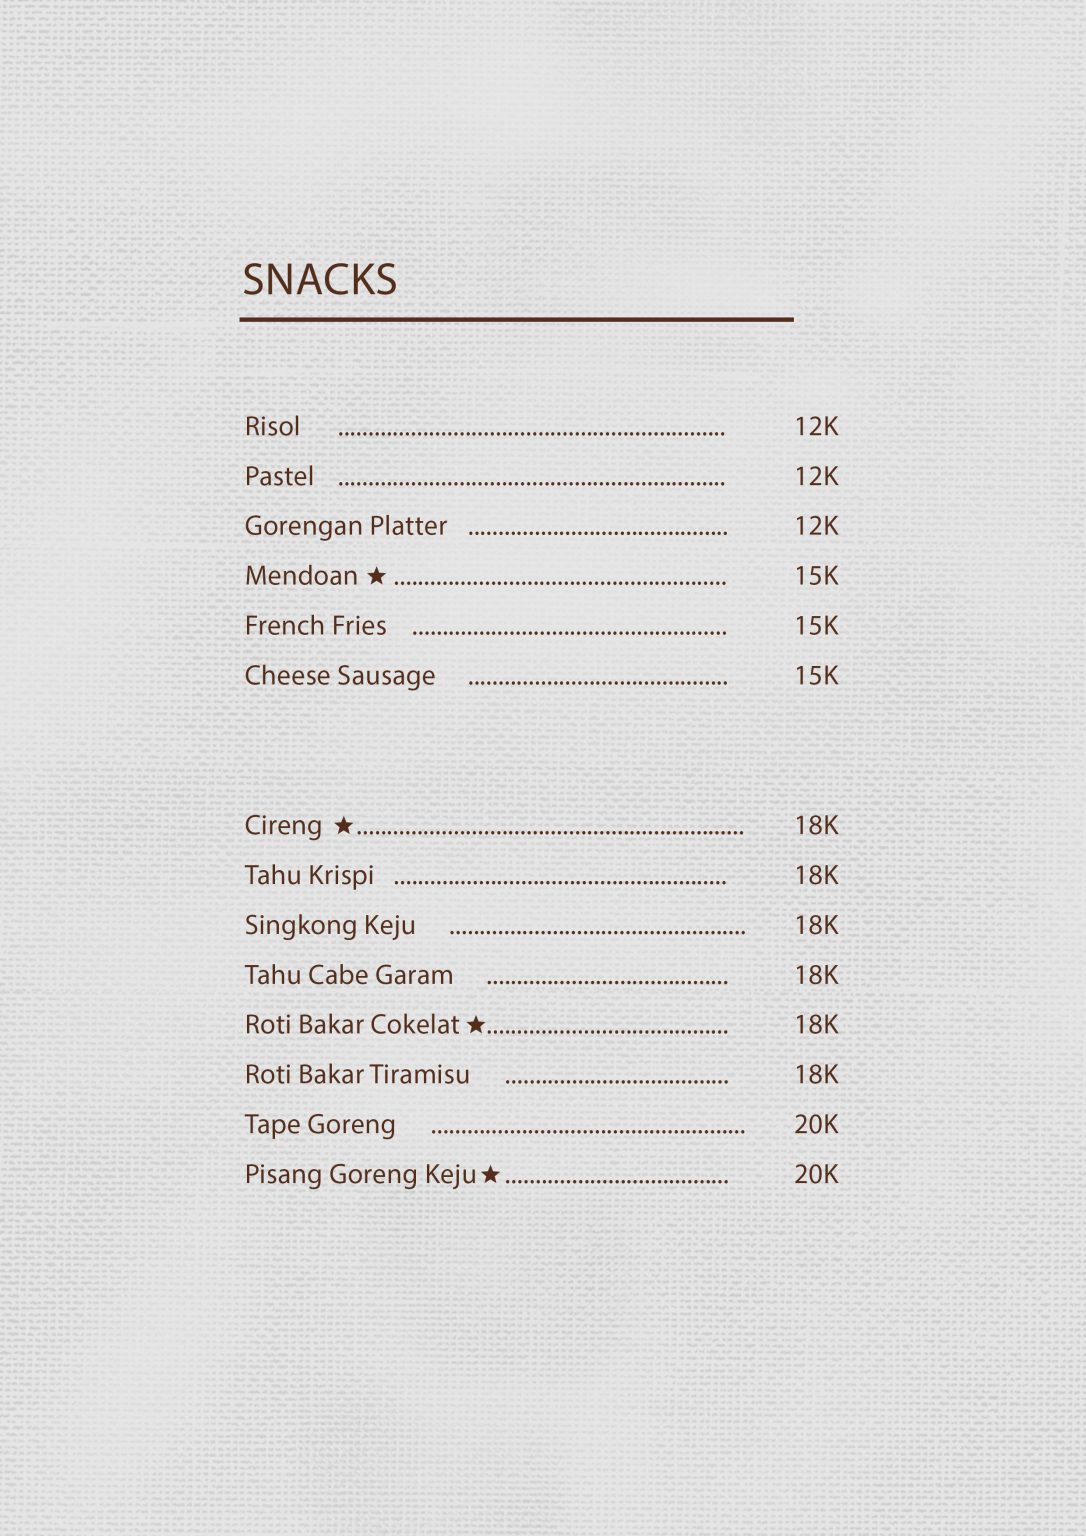 SNACKS
Risol ................................................................ 12K
Pastel ................................................................ 12K
Gorengan Platter ........................................... 12K
Mendoan ★ ....................................................... 15K
French Fries .................................................... 15K
Cheese Sausage ........................................... 15K
Cireng ★ ................................................................ 18K
Tahu Krispi ....................................................... 18K
Singkong Keju ................................................. 18K
Tahu Cabe Garam ........................................ 18K
Roti Bakar Cokelat ★ ........................................ 18K
Roti Bakar Tiramisu ..................................... 18K
Tape Goreng .................................................... 20K
Pisang Goreng Keju ★ ..................................... 20K